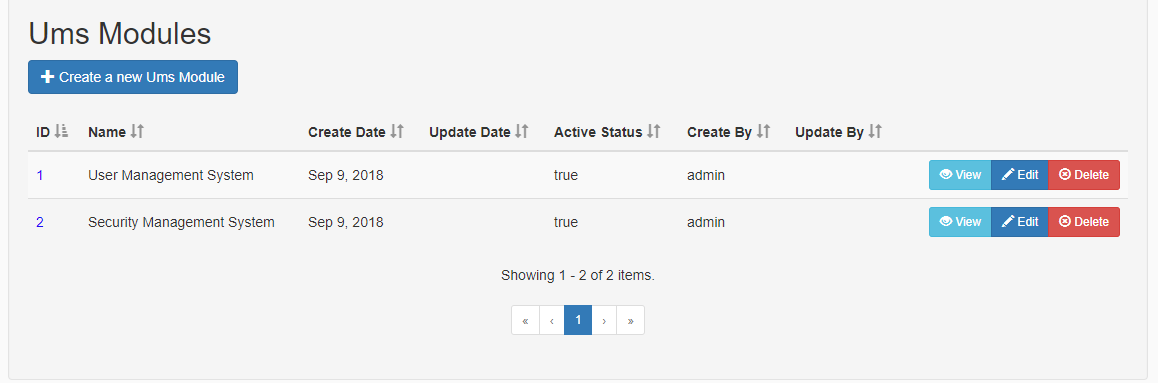 Ums Modules
Create a new Ums Module
ID Name Create Date Update Date Active Status Create By Update By
1 User Management System Sep 9, 2018 true admin View Edit Delete
2 Security Management System Sep 9, 2018 true admin View Edit Delete
Showing 1 - 2 of 2 items.
« ‹ 1 › »